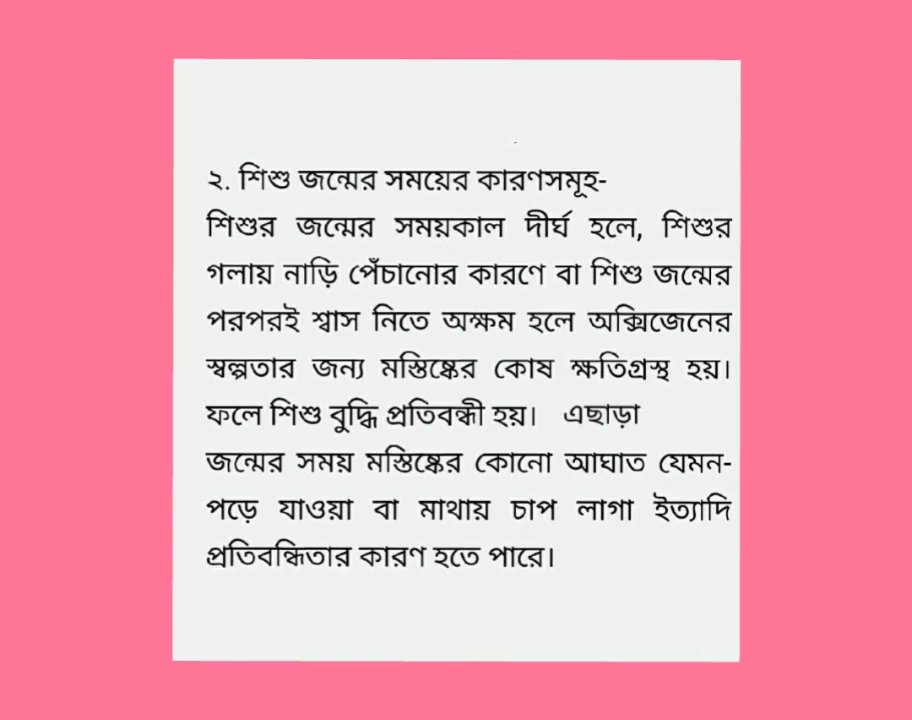 ২. শিশু জন্মের সময়ের কারণসমূহ-
শিশুর জন্মের সময়কাল দীর্ঘ হলে, শিশুর
গলায় নাড়ি পেঁচানোর কারণে বা শিশু জন্মের
পরপরই শ্বাস নিতে অক্ষম হলে অক্সিজেনের
স্বল্পতার জন্য মস্তিষ্কের কোষ ক্ষতিগ্রস্থ হয়।
ফলে শিশু বুদ্ধি প্রতিবন্ধী হয়। এছাড়া
জন্মের সময় মস্তিষ্কের কোনো আঘাত যেমন-
পড়ে যাওয়া বা মাথায় চাপ লাগা ইত্যাদি
প্রতিবন্ধিতার কারণ হতে পারে।